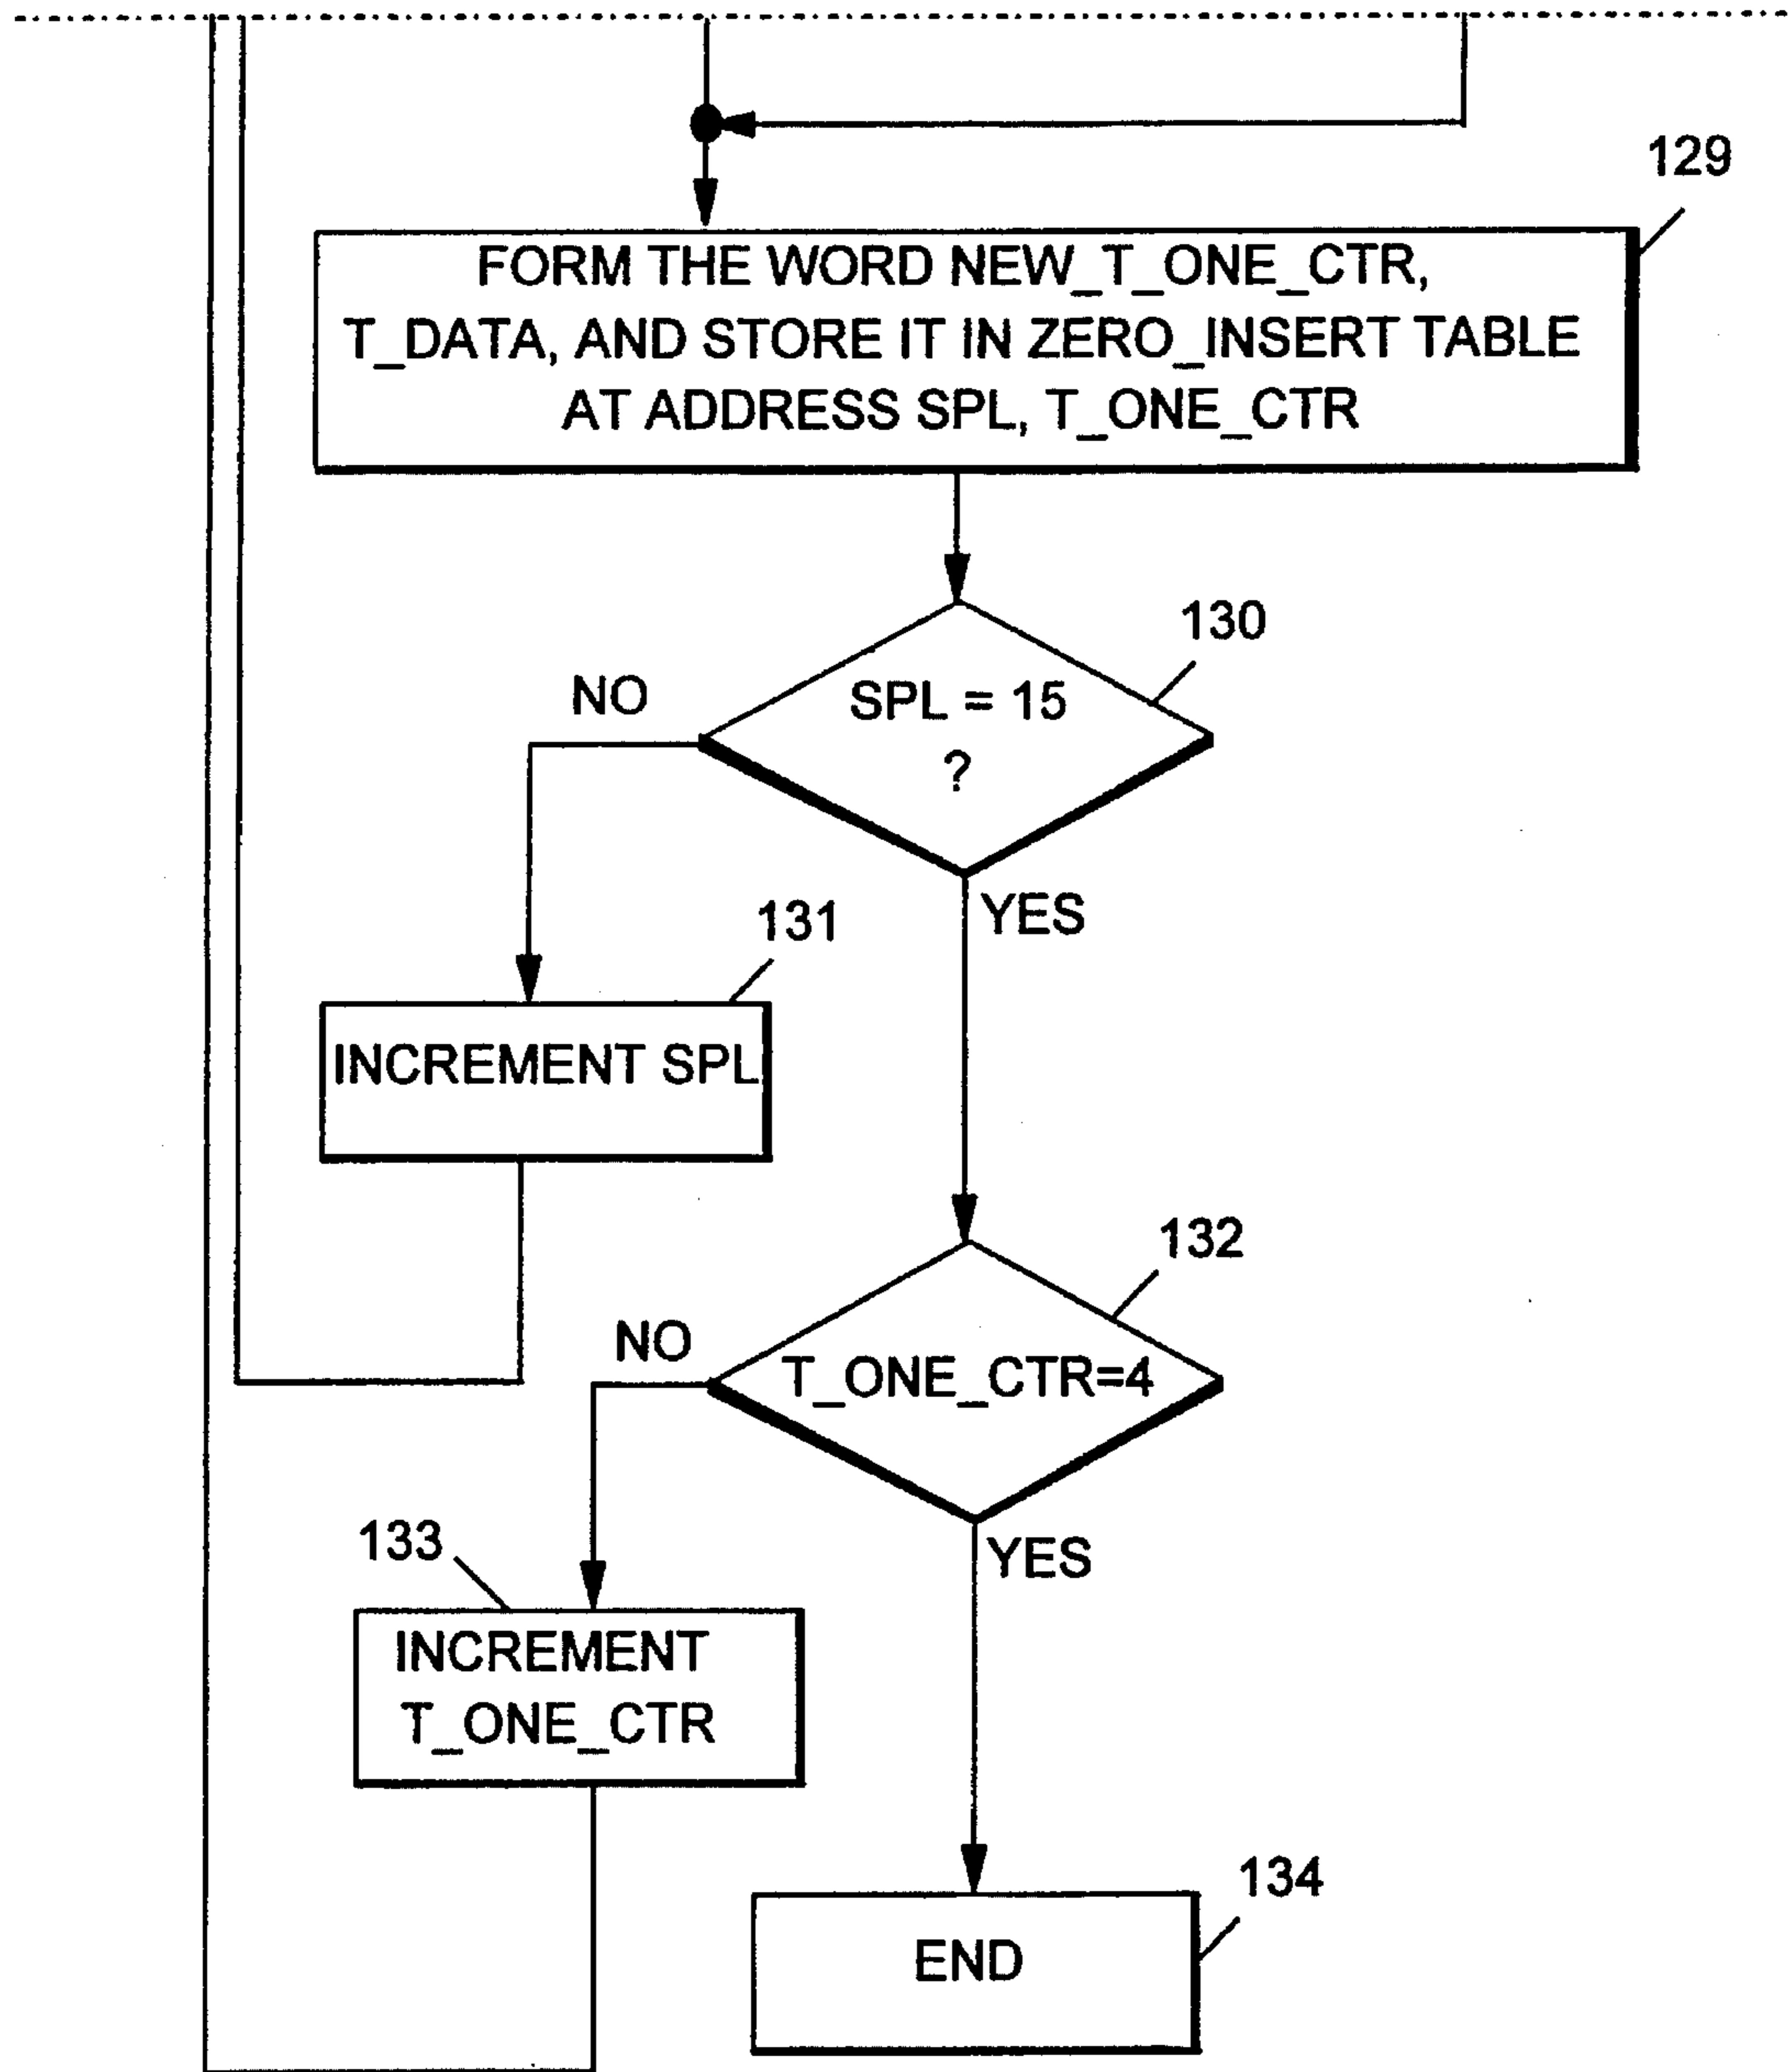 129
FORM THE WORD NEW_T_ONE_CTR,
T_DATA, AND STORE IT IN ZERO_INSERT TABLE
AT ADDRESS SPL, T_ONE_CTR
130
NO
SPL = 15
?
YES
131
INCREMENT SPL
132
NO
T_ONE_CTR=4
YES
133
INCREMENT
T_ONE_CTR
134
END